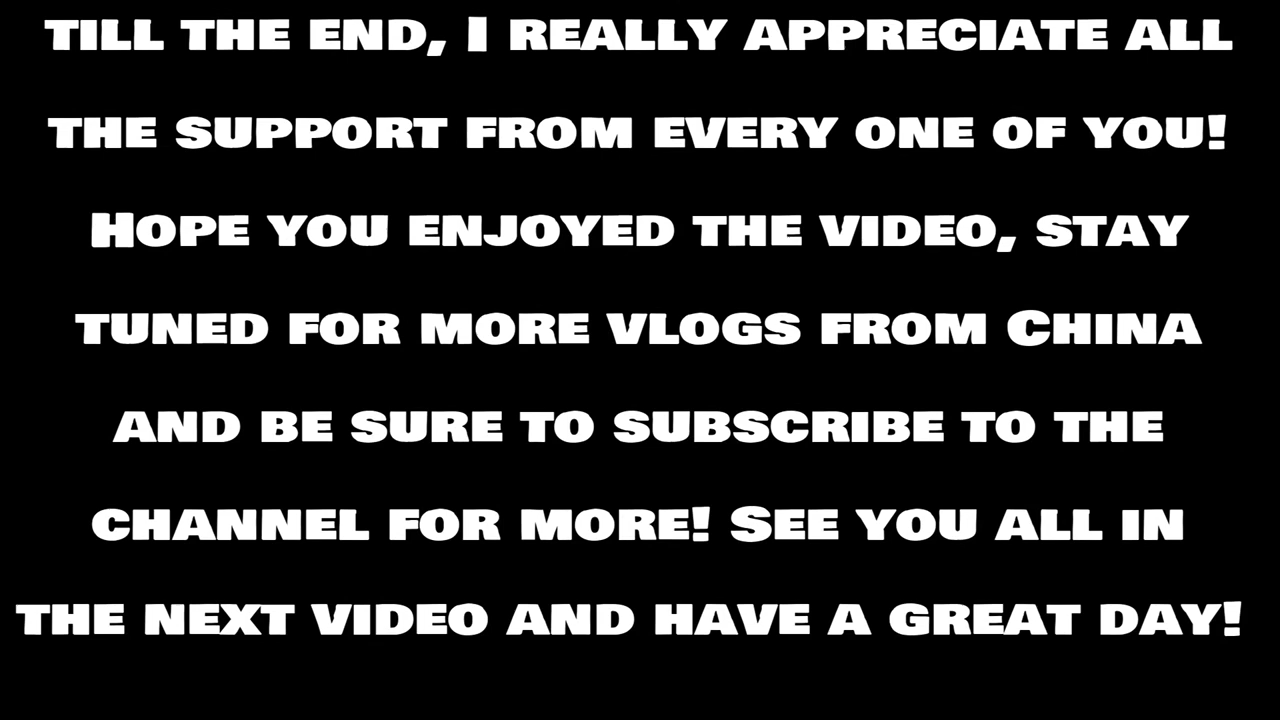 till the end, I really appreciate all
the support from every one of you!
Hope you enjoyed the video, stay
tuned for more vlogs from China
and be sure to subscribe to the
channel for more! See you all in
the next video and have a great day!